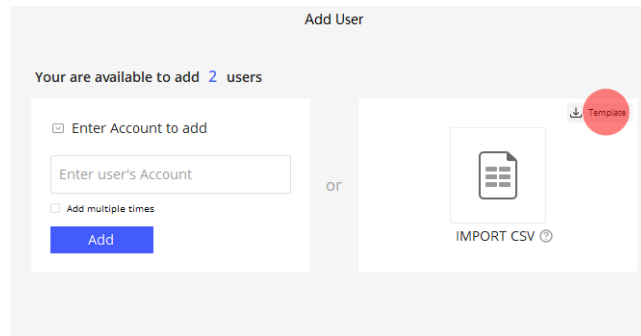 Add User
Your are available to add 2 users
Enter Account to add
Enter user's Account
Add multiple times
Add
or
Template
IMPORT CSV